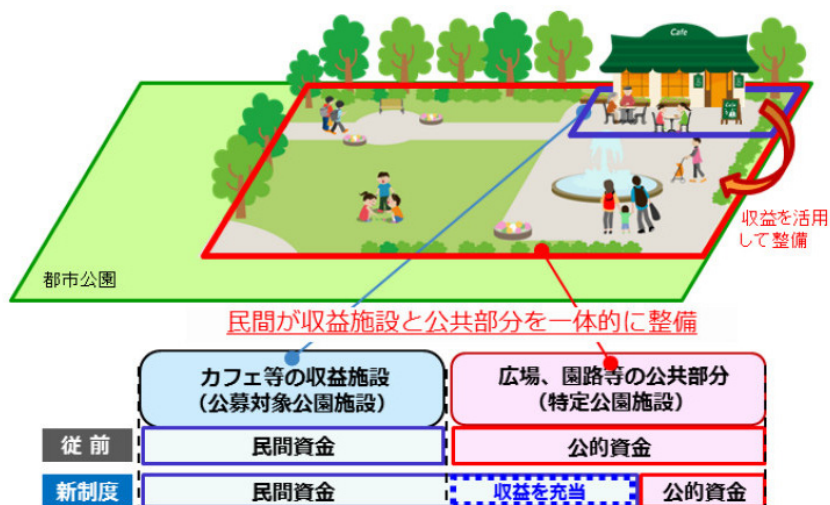 Cafe
収益を活用
して整備
都市公園
民間が収益施設と公共部分を一体的に整備
カフェ等の収益施設
(公募対象公園施設)
広場、園路等の公共部分
(特定公園施設)
従前
民間資金
公的資金
新制度
民間資金
収益を充当
公的資金